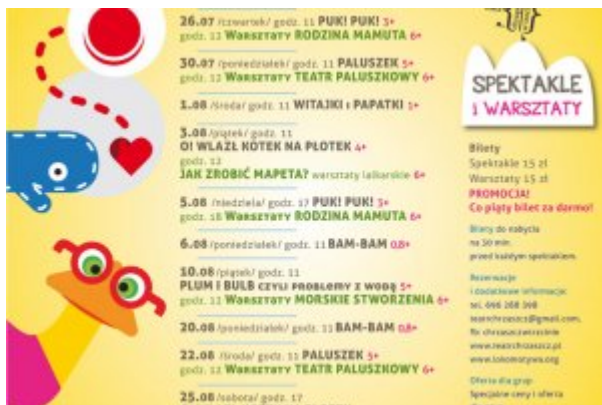 26.07 /czwartek/ godz. 11 PUK! PUK! 3+
godz. 12 WARSZTATY RODZINA MAMUTA 6+
30.07 /poniedziałek/ godz. 11 PALUSZEK 5+
godz. 12 WARSZTATY TEATR PALUSZKOWY 6+
1.08 /środa/ godz. 11 WITAJKI I PAPATKI 1+
3.08 /piątek/ godz. 11
O! WLAZŁ KOTEK NA PŁOTEK 4+
godz. 12
JAK ZROBIĆ MAPETA? warsztaty lalkarskie 6+
5.08 /niedziela/ godz. 17 PUK! PUK! 3+
godz. 18 WARSZTATY RODZINA MAMUTA 6+
6.08 /poniedziałek/ godz. 11 BAM-BAM 0,8+
10.08 /piątek/ godz. 11
PLUM I BULB CZYLI PROBLEMY Z WODĄ 5+
godz. 12 WARSZTATY MORSKIE STWORZENIA 6+
20.08 /poniedziałek/ godz. 11 BAM-BAM 0,8+
22.08 /środa/ godz. 11 PALUSZEK 5+
godz. 12 WARSZTATY TEATR PALUSZKOWY 6+
25.08 /sobota/ godz. 17
SPEKTAKLE
I WARSZTATY
Bilety
Spektakle 15 zł
Warsztaty 15 zł
PROMOCJA!
Co piąty bilet za darmo!
Bilety do nabycia
na 30 min.
przed każdym spektaklem.
Rezerwacje
i dodatkowe informacje:
teatrchrzaszcz@gmail.com,
www.teatrchrzaszcz.pl
www.lokomotywa.org
Oferta dla grup
Specjalne ceny i oferta